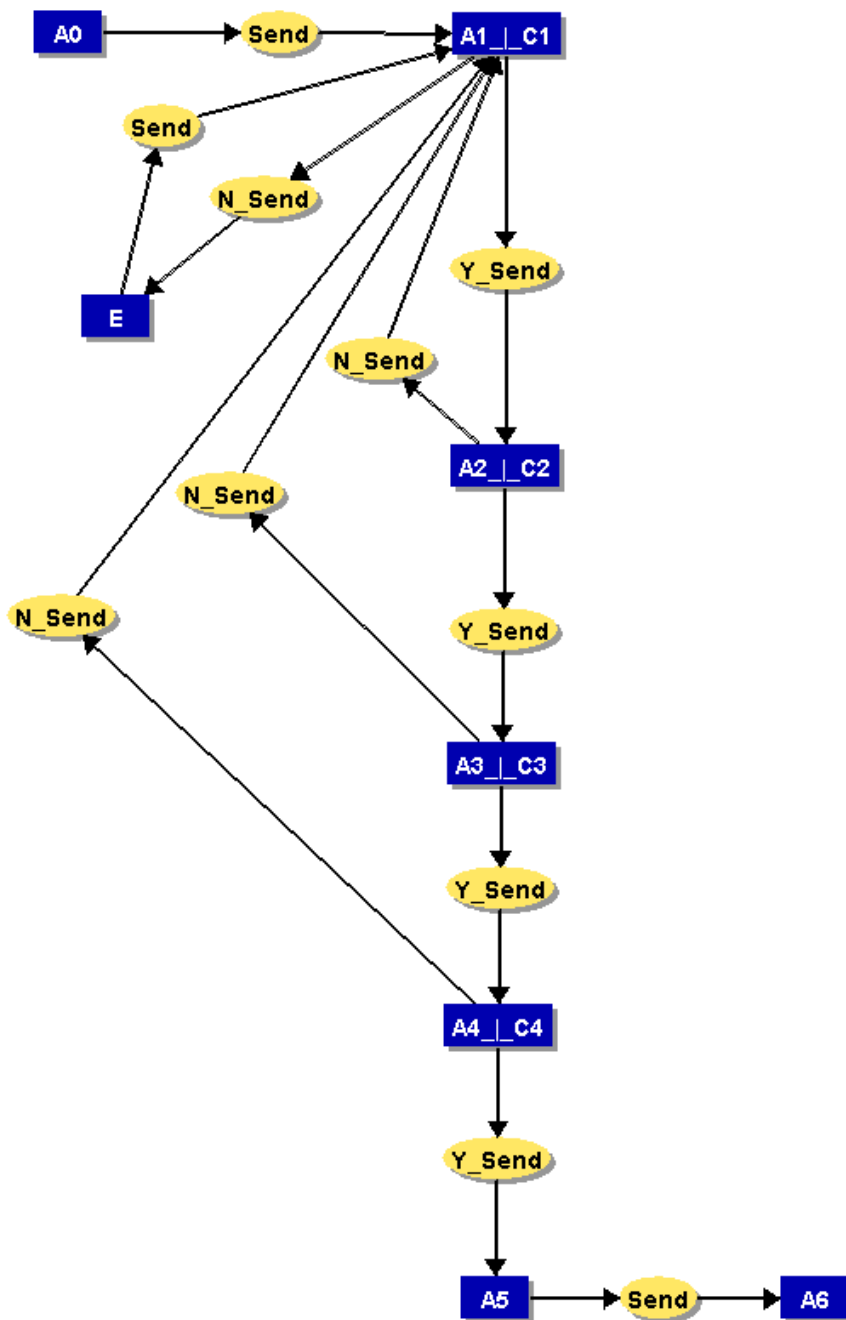 A0
Send
A1_|_C1
Send
N_Send
Y_Send
E
N_Send
A2_|_C2
N_Send
N_Send
Y_Send
A3_|_C3
Y_Send
A4_|_C4
Y_Send
A5
Send
A6